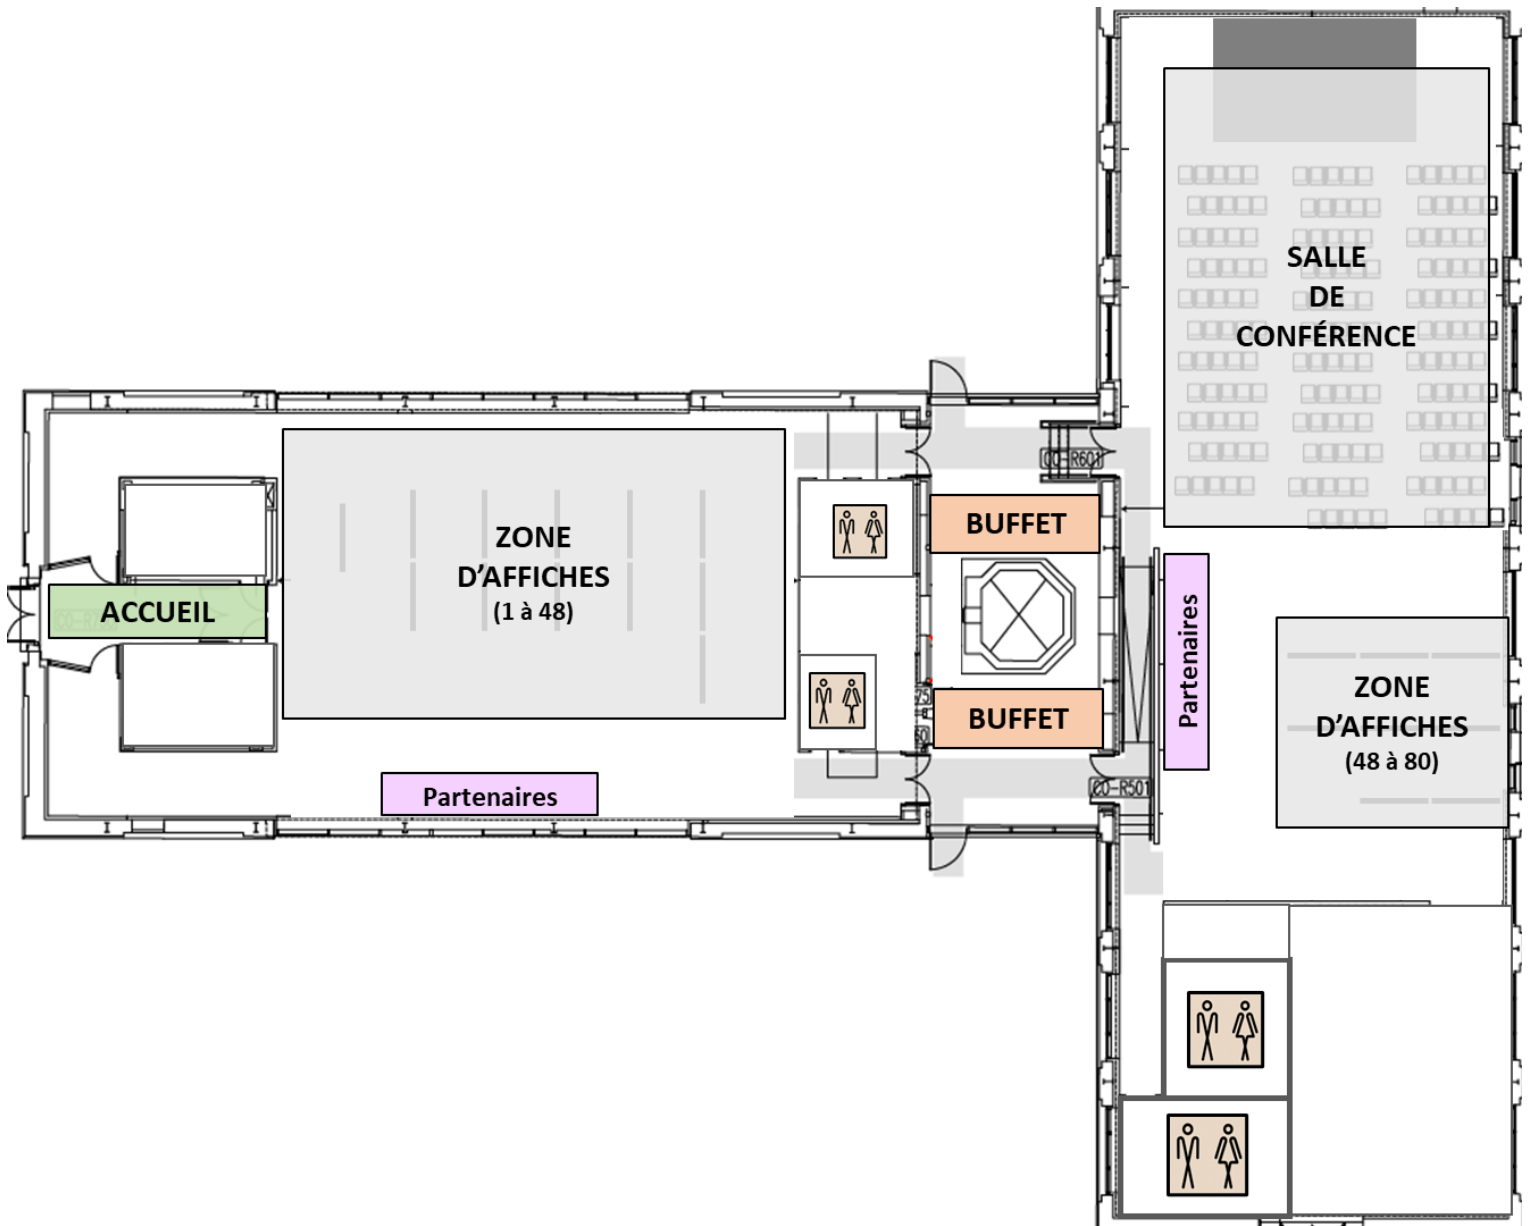 SALLE
DE
CONFÉRENCE
CO-R601
BUFFET
ZONE
D’AFFICHES
(1 à 48)
ACCUEIL
Partenaires
ZONE
D’AFFICHES
(48 à 80)
BUFFET
CO-R501
Partenaires